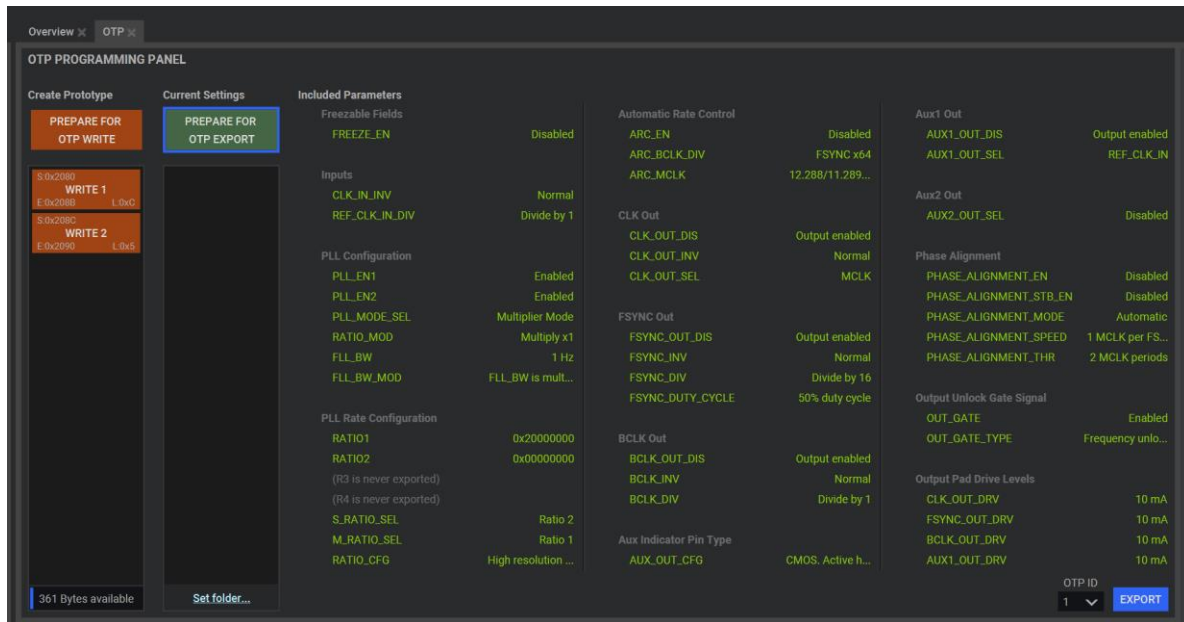 Overview OTP
OTP PROGRAMMING PANEL
Create Prototype
PREPARE FOR
OTP WRITE
S:0x2080
WRITE 1
E:0x208B L:0xC
S:0x208C
WRITE 2
E:0x2090 L:0x5
361 Bytes available
Current Settings
PREPARE FOR
OTP EXPORT
Set folder...
Included Parameters
Freezable Fields
FREEZE_EN Disabled
Inputs
CLK_IN_INV Normal
REF_CLK_IN_DIV Divide by 1
PLL Configuration
PLL_EN1 Enabled
PLL_EN2 Enabled
PLL_MODE_SEL Multiplier Mode
RATIO_MOD Multiply x1
FLL_BW 1 Hz
FLL_BW_MOD FLL_BW is mult...
PLL Rate Configuration
RATIO1 0x20000000
RATIO2 0x00000000
(R3 is never exported)
(R4 is never exported)
S_RATIO_SEL Ratio 2
M_RATIO_SEL Ratio 1
RATIO_CFG High resolution ...
Automatic Rate Control
ARC_EN Disabled
ARC_BCLK_DIV FSYNC x64
ARC_MCLK 12.288/11.289...
CLK Out
CLK_OUT_DIS Output enabled
CLK_OUT_INV Normal
CLK_OUT_SEL MCLK
FSYNC Out
FSYNC_OUT_DIS Output enabled
FSYNC_INV Normal
FSYNC_DIV Divide by 16
FSYNC_DUTY_CYCLE 50% duty cycle
BCLK Out
BCLK_OUT_DIS Output enabled
BCLK_INV Normal
BCLK_DIV Divide by 1
Aux Indicator Pin Type
AUX_OUT_CFG CMOS. Active h...
Aux1 Out
AUX1_OUT_DIS Output enabled
AUX1_OUT_SEL REF_CLK_IN
Aux2 Out
AUX2_OUT_SEL Disabled
Phase Alignment
PHASE_ALIGNMENT_EN Disabled
PHASE_ALIGNMENT_STB_EN Disabled
PHASE_ALIGNMENT_MODE Automatic
PHASE_ALIGNMENT_SPEED 1 MCLK per FS...
PHASE_ALIGNMENT_THR 2 MCLK periods
Output Unlock Gate Signal
OUT_GATE Enabled
OUT_GATE_TYPE Frequency unlo...
Output Pad Drive Levels
CLK_OUT_DRV 10 mA
FSYNC_OUT_DRV 10 mA
BCLK_OUT_DRV 10 mA
AUX1_OUT_DRV 10 mA
OTP ID
1 EXPORT